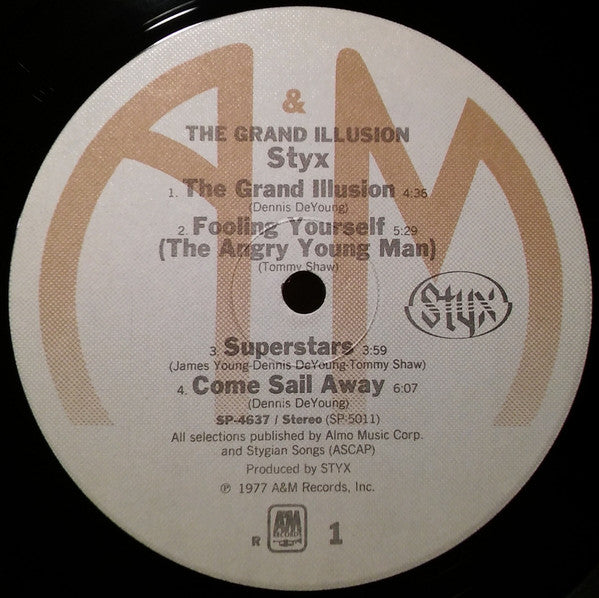 &
THE GRAND ILLUSION
Styx
1. The Grand Illusion 4:35
(Dennis DeYoung)
2. Fooling Yourself 5:29
(The Angry Young Man)
(Tommy Shaw)
Styx
3. Superstars 3:59
(James Young-Dennis DeYoung-Tommy Shaw)
4. Come Sail Away 6:07
(Dennis DeYoung)
SP-4637 / Stereo (SP-5011)
All selections published by Almo Music Corp.
and Stygian Songs (ASCAP)
Produced by STYX
℗ 1977 A&M Records, Inc.
R A&M RECORDS 1